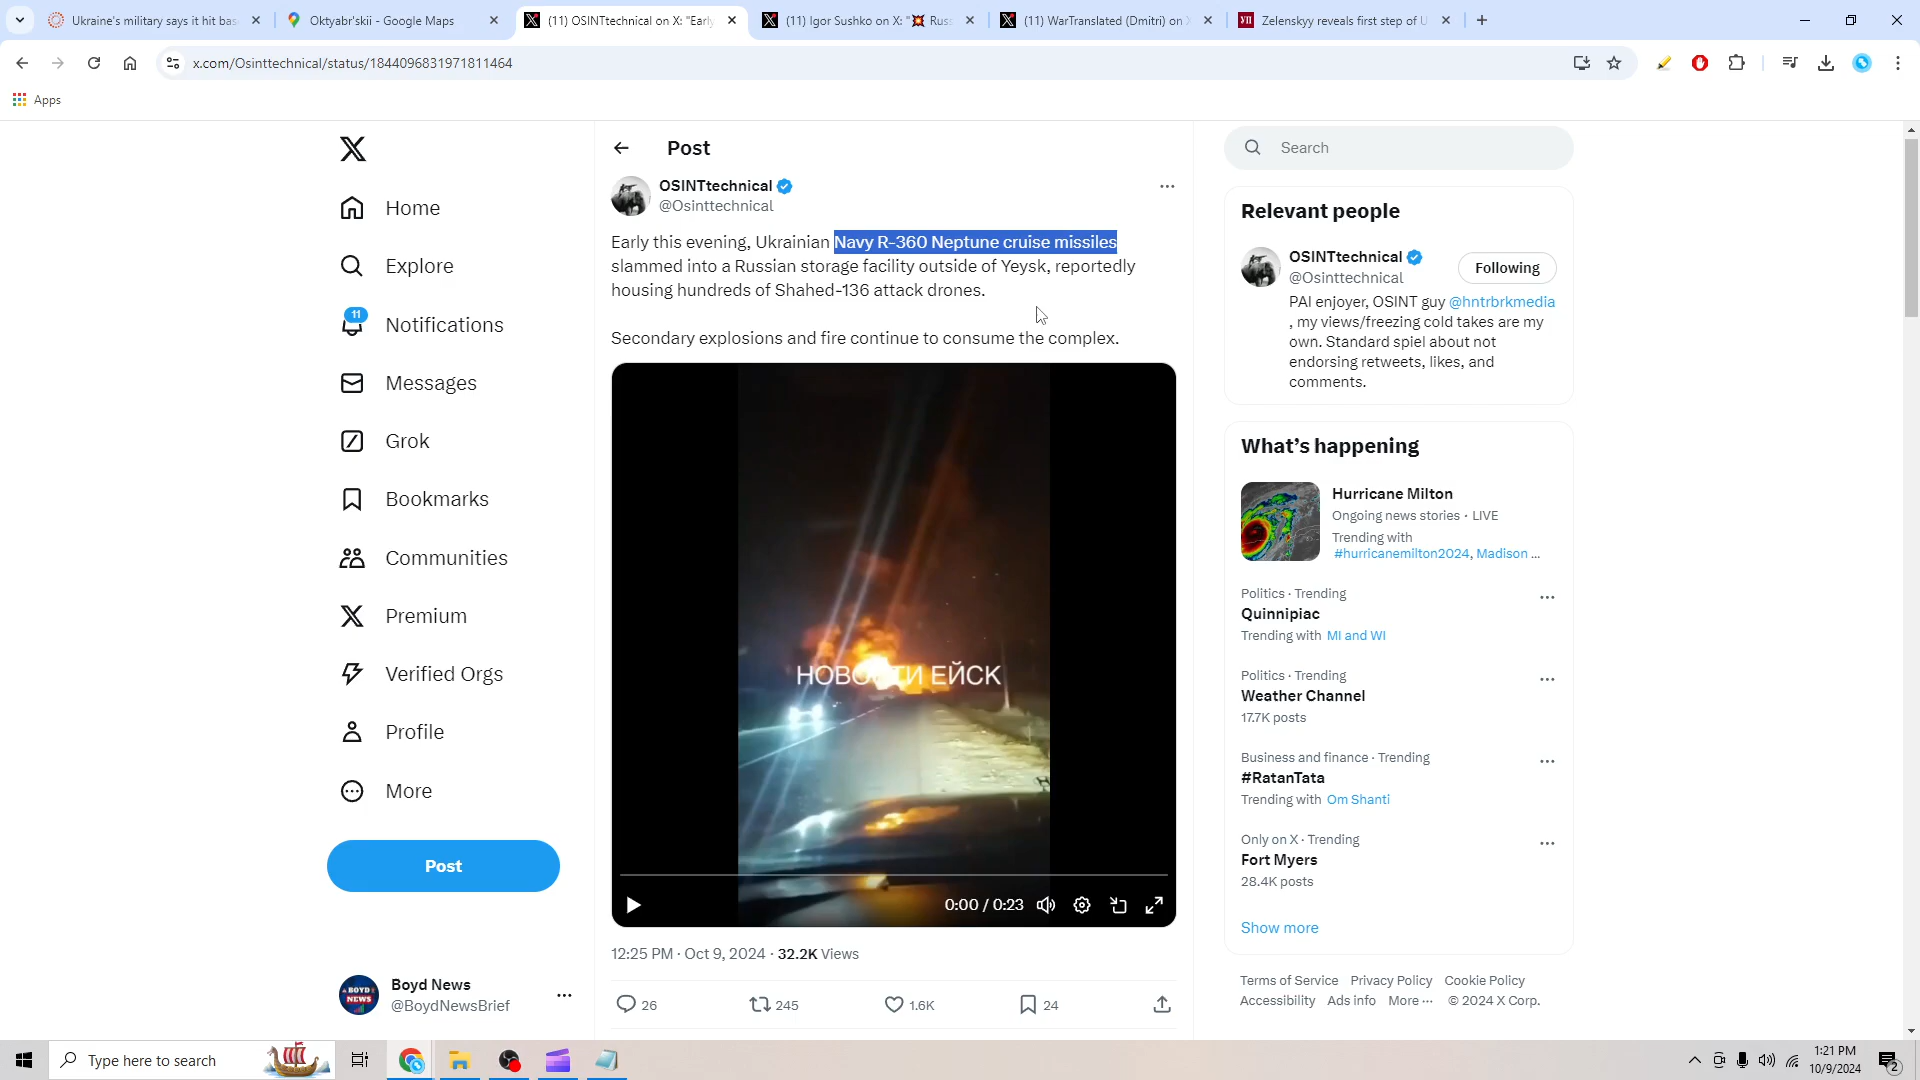 Ukraine's military says it hit bas
Oktyabr'skii - Google Maps
(11) OSINTtechnical on X: "Early
(11) Igor Sushko on X: "💥 Russ
(11) WarTranslated (Dmitri) on X
УП
Zelenskyy reveals first step of U
x.com/Osinttechnical/status/1844096831971811464
Apps
Home
Explore
11
Notifications
Messages
Grok
Bookmarks
Communities
Premium
Verified Orgs
Profile
More
Post
BOYD
NEWS
Boyd News
@BoydNewsBrief
Post
OSINTtechnical
@Osinttechnical
Early this evening, Ukrainian Navy R-360 Neptune cruise missiles
slammed into a Russian storage facility outside of Yeysk, reportedly
housing hundreds of Shahed-136 attack drones.
Secondary explosions and fire continue to consume the complex.
НОВОСТИ ЕЙСК
0:00 / 0:23
12:25 PM · Oct 9, 2024 · 32.2K Views
26
245
1.6K
24
Search
Relevant people
OSINTtechnical
@Osinttechnical
Following
PAI enjoyer, OSINT guy @hntrbrkmedia
, my views/freezing cold takes are my
own. Standard spiel about not
endorsing retweets, likes, and
comments.
What's happening
Hurricane Milton
Ongoing news stories · LIVE
Trending with
#hurricanemilton2024, Madison ...
Politics · Trending
Quinnipiac
Trending with MI and WI
Politics · Trending
Weather Channel
17.7K posts
Business and finance · Trending
#RatanTata
Trending with Om Shanti
Only on X · Trending
Fort Myers
28.4K posts
Show more
Terms of Service Privacy Policy Cookie Policy
Accessibility Ads info More ··· © 2024 X Corp.
Type here to search
1:21 PM
10/9/2024
2